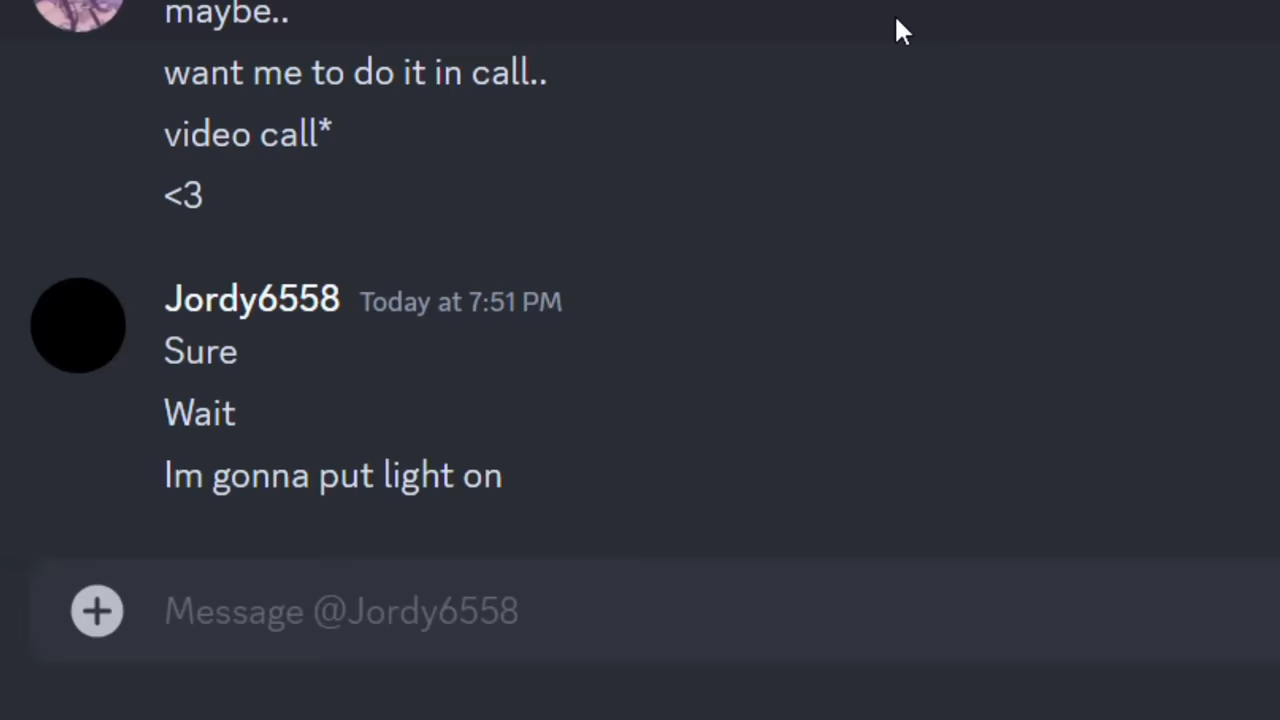 maybe..
want me to do it in call..
video call*
<3
Jordy6558 Today at 7:51 PM
Sure
Wait
Im gonna put light on
Message @Jordy6558